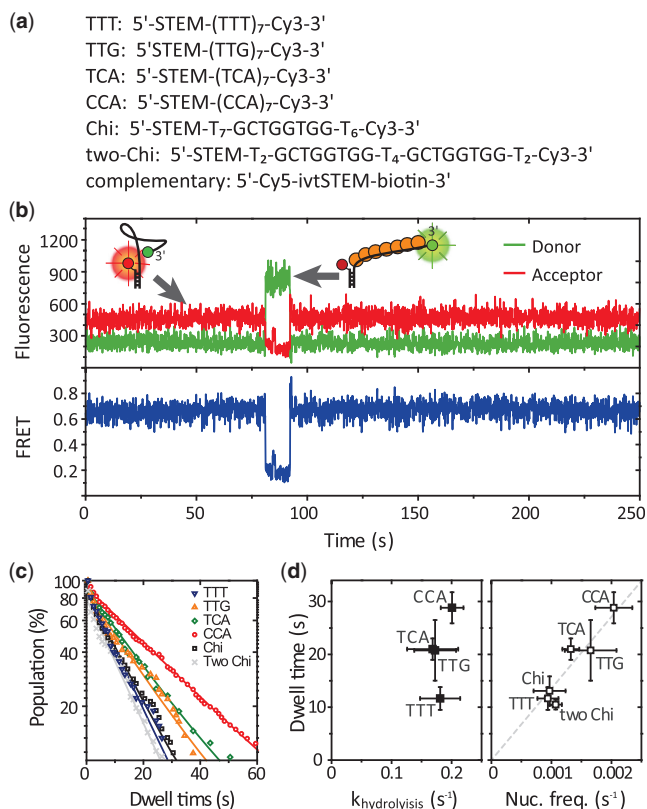 (a)
TTT: 5'-STEM-(TTT)₇-Cy3-3'
TTG: 5'STEM-(TTG)₇-Cy3-3'
TCA: 5'-STEM-(TCA)₇-Cy3-3'
CCA: 5'-STEM-(CCA)₇-Cy3-3'
Chi: 5'-STEM-T₇-GCTGGTGG-T₆-Cy3-3'
two-Chi: 5'-STEM-T₂-GCTGGTGG-T₄-GCTGGTGG-T₂-Cy3-3'
complementary: 5'-Cy5-ivtSTEM-biotin-3'
(b)
Fluorescence
1200
900
600
300
3'
3'
Donor
Acceptor
FRET
0.8
0.6
0.4
0.2
0 50 100 150 200 250
Time (s)
(c)
Population (%)
100
80
60
40
20
TTT
TTG
TCA
CCA
Chi
Two Chi
0 10 20 30 40 50 60
Dwell tims (s)
(d)
Dwell time (s)
30
20
10
0
CCA
TCA
TTG
TTT
0 0.1 0.2
k hydrolyisis (s⁻¹)
CCA
TCA
TTG
Chi
TTT
two Chi
0.001 0.002
Nuc. freq. (s⁻¹)